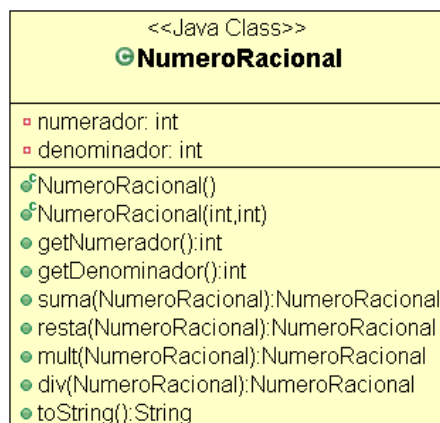 <<Java Class>>
NumeroRacional
numerador: int
denominador: int
NumeroRacional()
NumeroRacional(int,int)
getNumerador():int
getDenominador():int
suma(NumeroRacional):NumeroRacional
resta(NumeroRacional):NumeroRacional
mult(NumeroRacional):NumeroRacional
div(NumeroRacional):NumeroRacional
toString():String